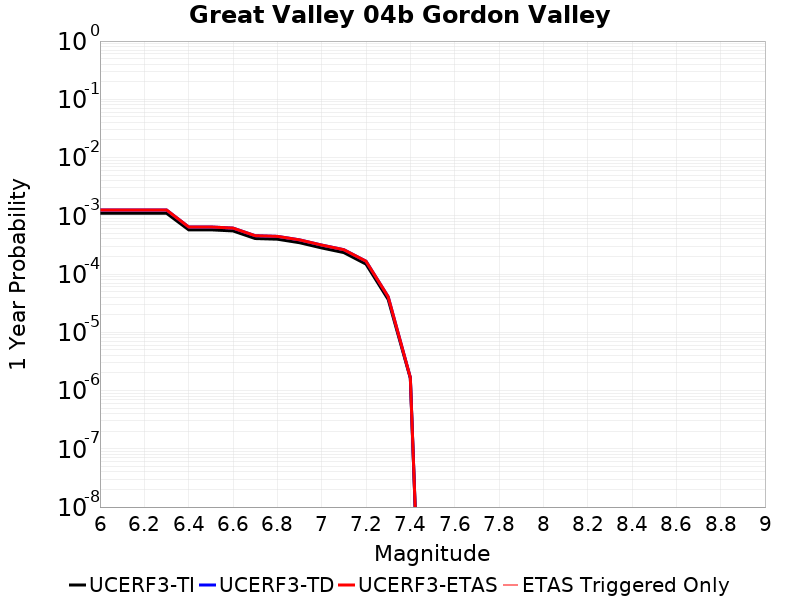 Great Valley 04b Gordon Valley
10^0
10^-1
10^-2
10^-3
10^-4
10^-5
10^-6
10^-7
10^-8
1 Year Probability
6 6.2 6.4 6.6 6.8 7 7.2 7.4 7.6 7.8 8 8.2 8.4 8.6 8.8 9
Magnitude
UCERF3-TI UCERF3-TD UCERF3-ETAS ETAS Triggered Only